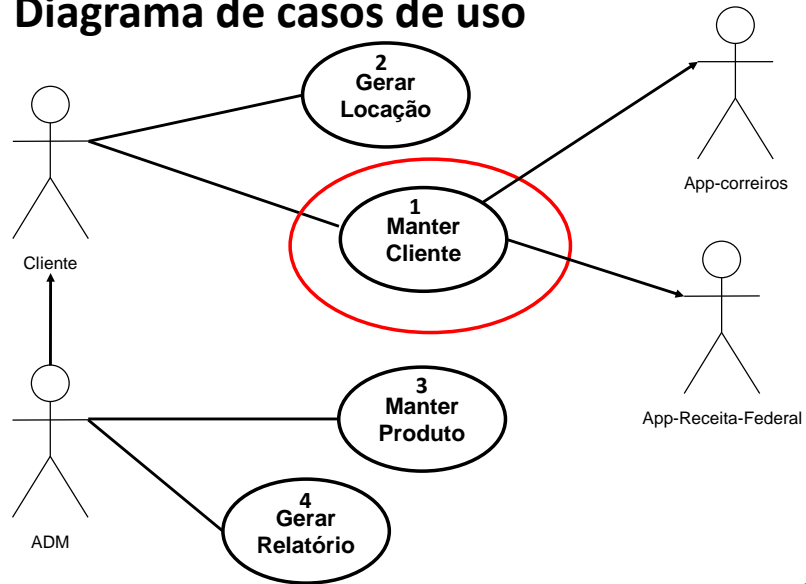 Diagrama de casos de uso
2
Gerar
Locação
App-correiros
1
Manter
Cliente
Cliente
App-Receita-Federal
3
Manter
Produto
4
Gerar
Relatório
ADM